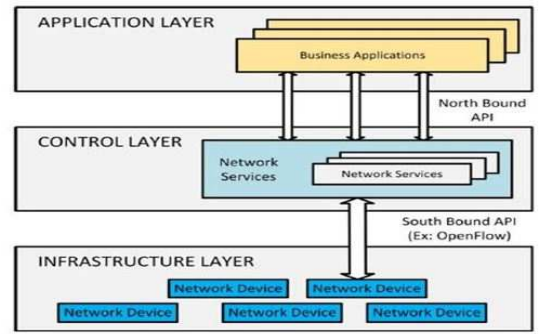 APPLICATION LAYER
Business Applications
North Bound
API
CONTROL LAYER
Network
Services
Network Services
South Bound API
(Ex: OpenFlow)
INFRASTRUCTURE LAYER
Network Device
Network Device
Network Device
Network Device
Network Device